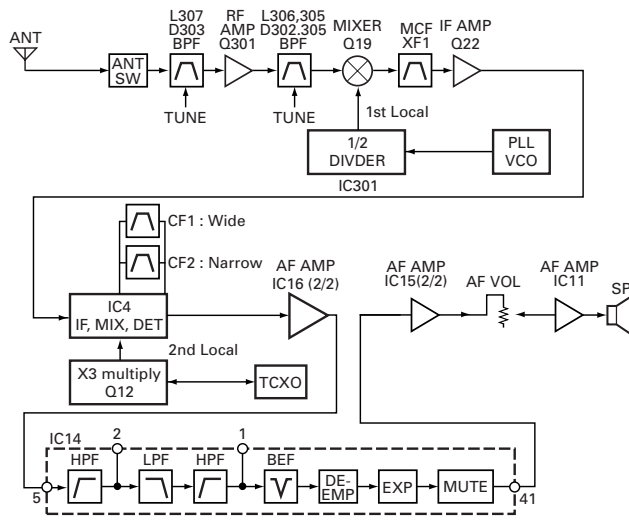 ANT
ANT
SW
L307
D303
BPF
TUNE
RF
AMP
Q301
L306,305
D302.305
BPF
TUNE
MIXER
Q19
MCF
XF1
IF AMP
Q22
1st Local
1/2
DIVDER
IC301
PLL
VCO
CF1 : Wide
CF2 : Narrow
IC4
IF, MIX, DET
AF AMP
IC16 (2/2)
2nd Local
X3 multiply
Q12
TCXO
AF AMP
IC15(2/2)
AF VOL
AF AMP
IC11
SP
IC14
5
HPF
2
LPF
HPF
1
BEF
DE-
EMP
EXP
MUTE
41